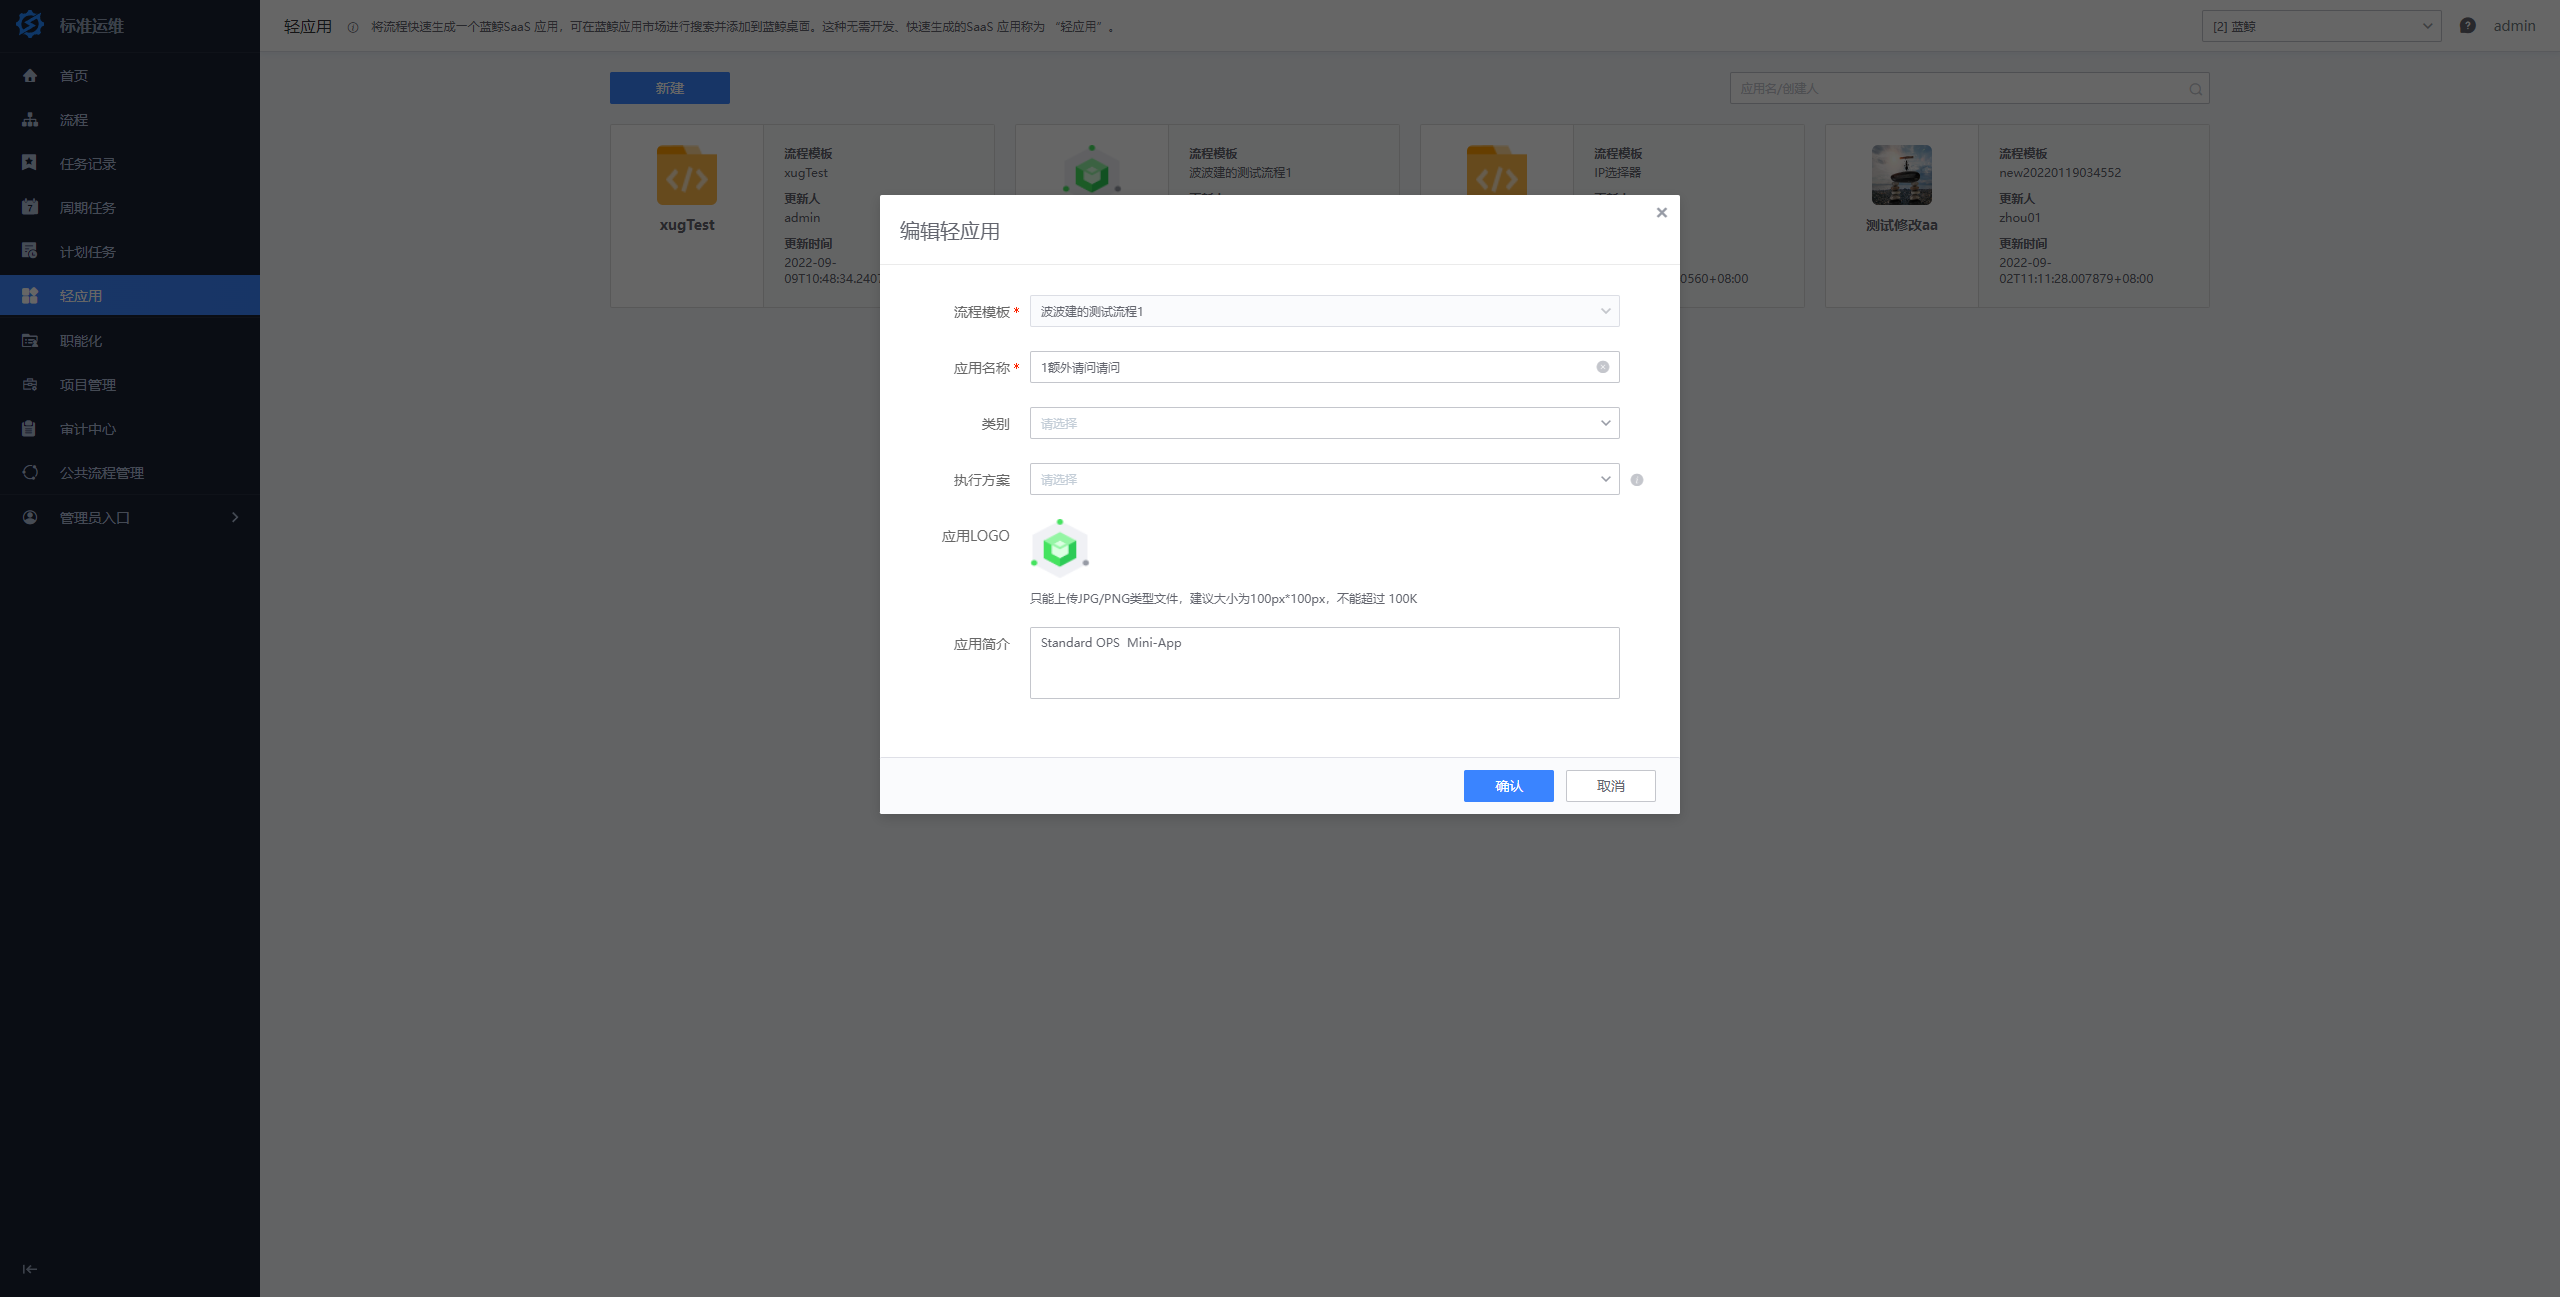 标准运维
首页
流程
任务记录
周期任务
计划任务
轻应用
职能化
项目管理
审计中心
公共流程管理
管理员入口
轻应用 将流程快速生成一个蓝鲸SaaS 应用，可在蓝鲸应用市场进行搜索并添加到蓝鲸桌面。这种无需开发、快速生成的SaaS 应用称为 “轻应用”。
[2] 蓝鲸
admin
新建
应用名/创建人
xugTest
流程模板
xugTest
更新人
admin
更新时间
2022-09-
09T10:48:34.240
流程模板
波波建的测试流程1
流程模板
IP选择器
0560+08:00
测试修改aa
流程模板
new20220119034552
更新人
zhou01
更新时间
2022-09-
02T11:11:28.007879+08:00
编辑轻应用
流程模板 *
波波建的测试流程1
应用名称 *
1额外请问请问
类别
请选择
执行方案
请选择
应用LOGO
只能上传JPG/PNG类型文件，建议大小为100px*100px，不能超过 100K
应用简介
Standard OPS  Mini-App
确认
取消